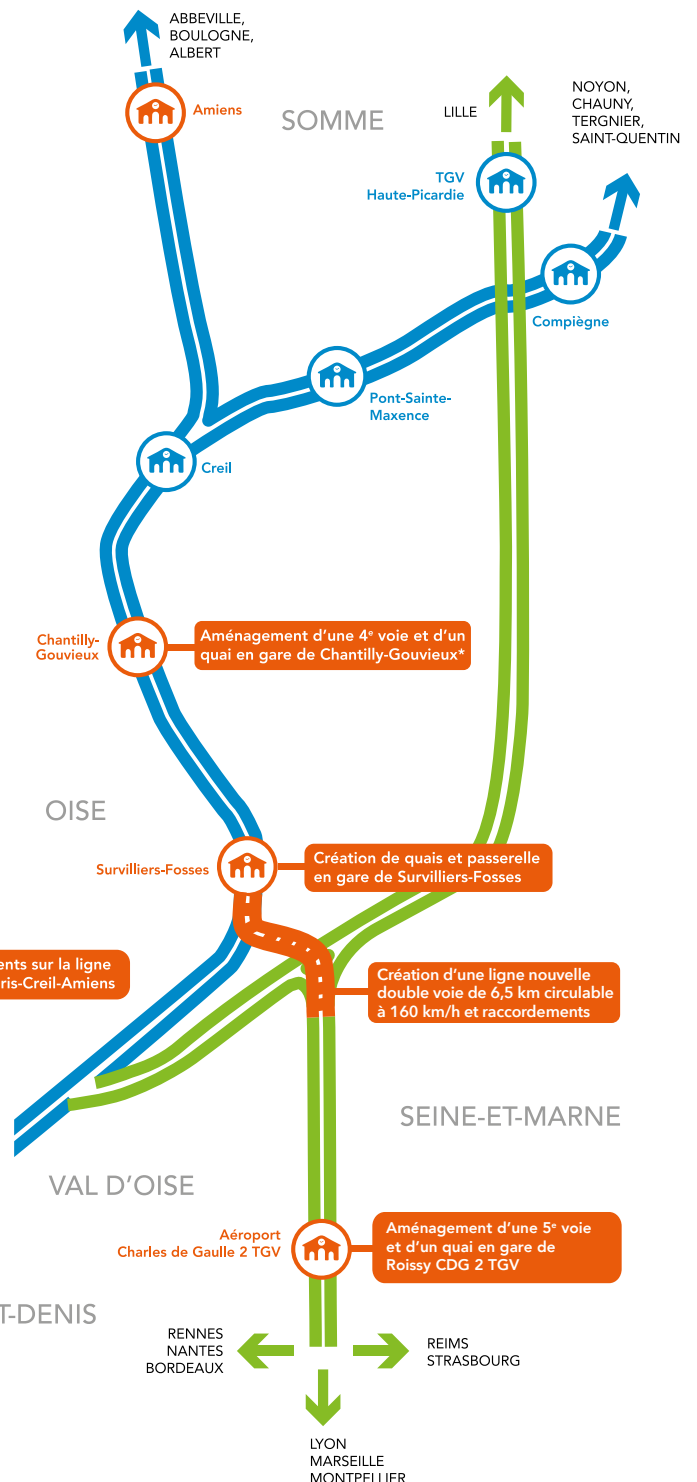 ABBEVILLE,
BOULOGNE,
ALBERT
Amiens
SOMME
LILLE
NOYON,
CHAUNY,
TERGNIER,
SAINT-QUENTIN
TGV
Haute-Picardie
Compiègne
Pont-Sainte-
Maxence
Creil
Chantilly-
Gouvieux
Aménagement d'une 4e voie et d'un
quai en gare de Chantilly-Gouvieux*
OISE
Survilliers-Fosses
Création de quais et passerelle
en gare de Survilliers-Fosses
ents sur la ligne
ris-Creil-Amiens
Création d'une ligne nouvelle
double voie de 6,5 km circulable
à 160 km/h et raccordements
SEINE-ET-MARNE
VAL D'OISE
Aéroport
Charles de Gaulle 2 TGV
Aménagement d'une 5e voie
et d'un quai en gare de
Roissy CDG 2 TGV
T-DENIS
RENNES
NANTES
BORDEAUX
REIMS
STRASBOURG
LYON
MARSEILLE
MONTPELLIER